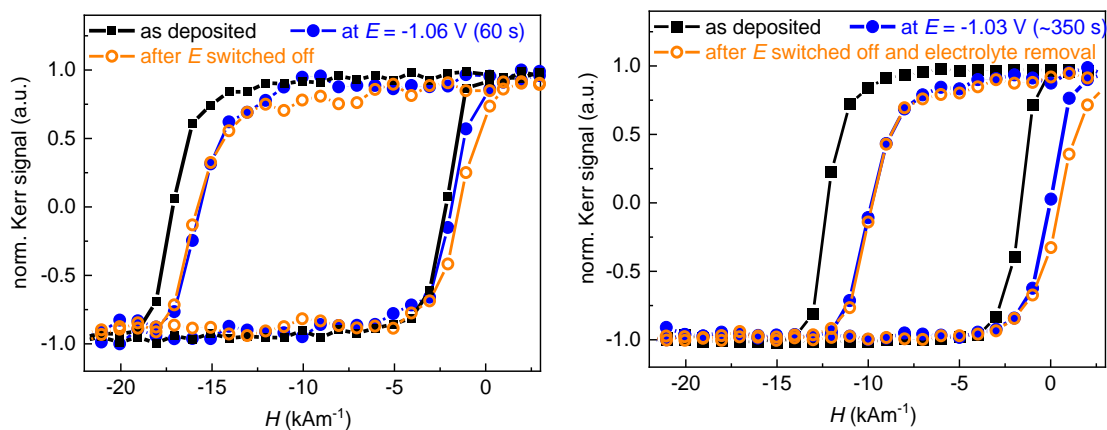 as deposited at E = -1.06 V (60 s)
after E switched off
1.0
0.5
0.0
-0.5
-1.0
norm. Kerr signal (a.u.)
-20 -15 -10 -5 0
H (kAm-1)
as deposited at E = -1.03 V (~350 s)
after E switched off and electrolyte removal
1.0
0.5
0.0
-0.5
-1.0
norm. Kerr signal (a.u.)
-20 -15 -10 -5 0
H (kAm-1)